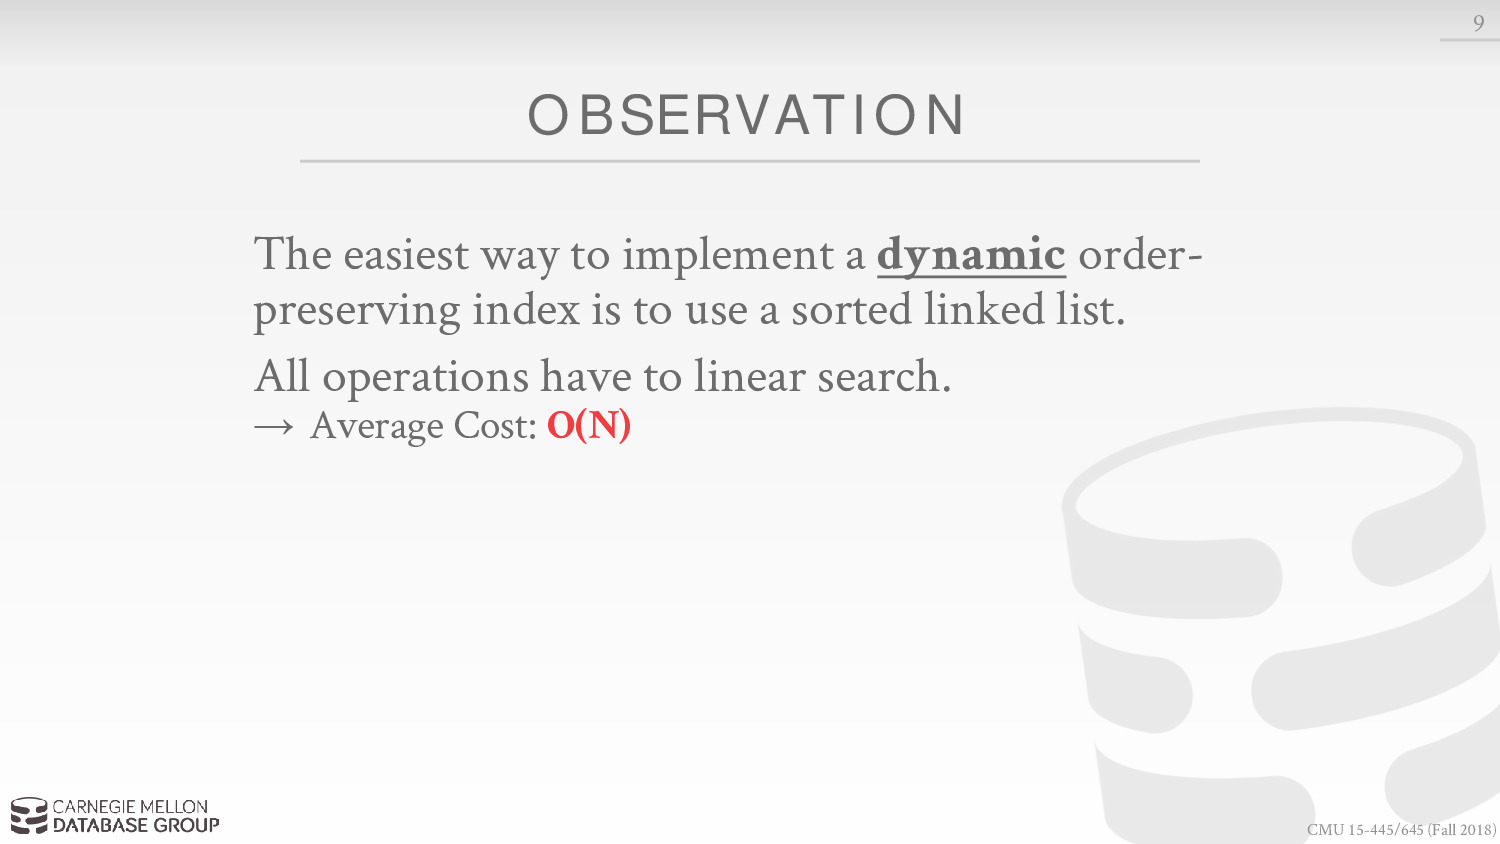 9
OBSERVATION
The easiest way to implement a dynamic order-
preserving index is to use a sorted linked list.
All operations have to linear search.
→ Average Cost: O(N)
CARNEGIE MELLON
DATABASE GROUP
CMU 15-445/645 (Fall 2018)